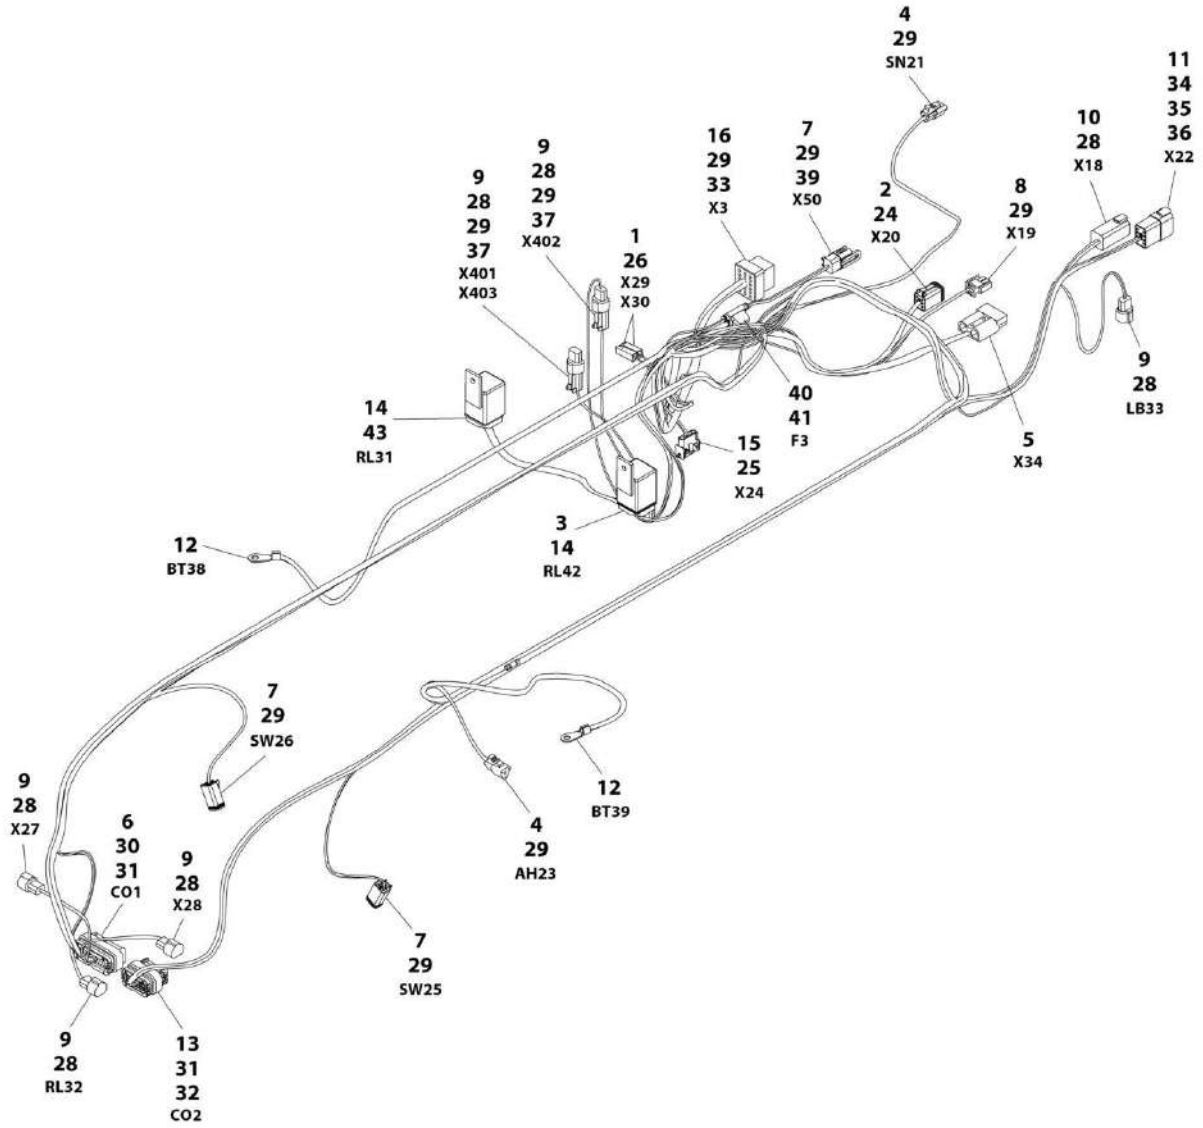 4
29
SN21
11
34
35
36
X22
10
28
X18
16
29
33
X3
7
29
39
X50
9
28
29
37
X402
9
28
29
37
X401
X403
2
24
X20
8
29
X19
1
26
X29
X30
9
28
LB33
14
43
RL31
40
41
F3
5
X34
15
25
X24
3
14
RL42
12
BT38
7
29
SW26
12
BT39
9
28
X27
6
30
31
CO1
4
29
AH23
9
28
X28
7
29
SW25
9
28
RL32
13
31
32
CO2